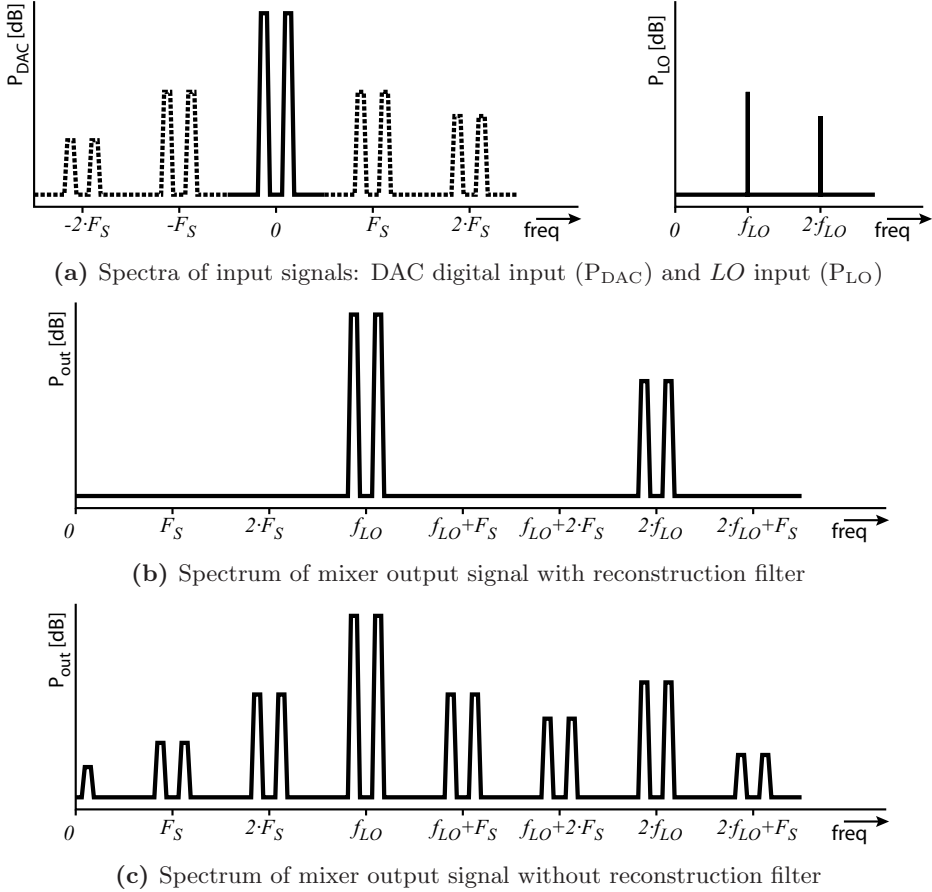 P_DAC [dB]
-2·F_S -F_S 0 F_S 2·F_S freq
P_LO [dB]
0 f_LO 2·f_LO freq
(a) Spectra of input signals: DAC digital input (P_DAC) and LO input (P_LO)
P_out [dB]
0 F_S 2·F_S f_LO f_LO+F_S f_LO+2·F_S 2·f_LO 2·f_LO+F_S freq
(b) Spectrum of mixer output signal with reconstruction filter
P_out [dB]
0 F_S 2·F_S f_LO f_LO+F_S f_LO+2·F_S 2·f_LO 2·f_LO+F_S freq
(c) Spectrum of mixer output signal without reconstruction filter